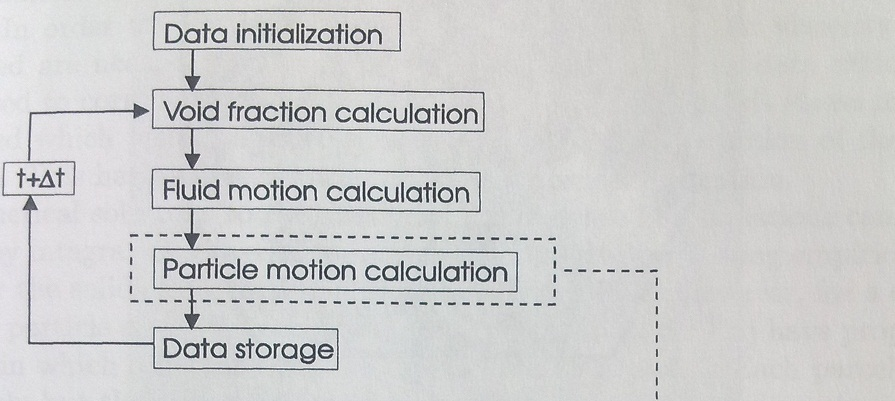 Data initialization
Void fraction calculation
t+Δt
Fluid motion calculation
Particle motion calculation
Data storage